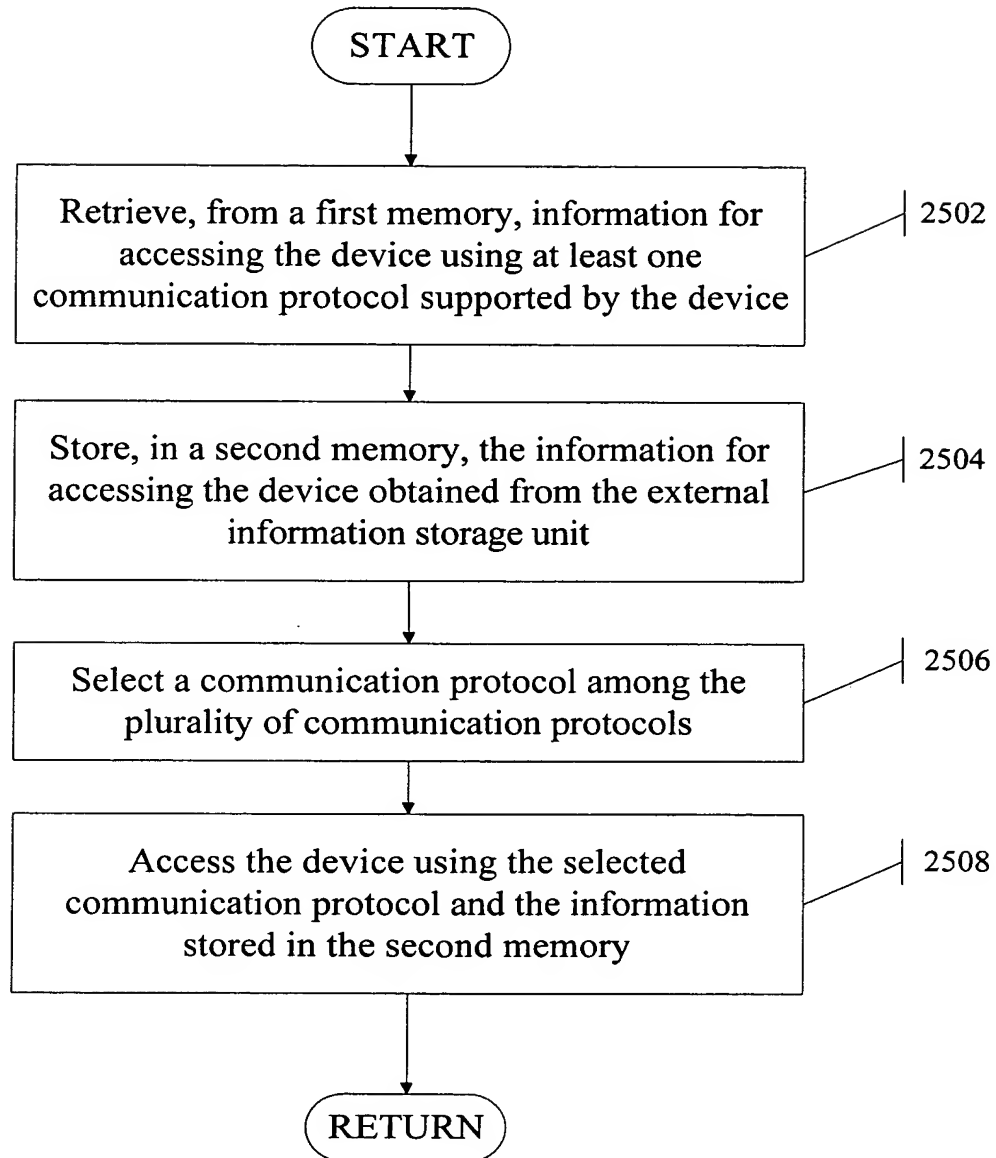 START
Retrieve, from a first memory, information for
accessing the device using at least one
communication protocol supported by the device
2502
Store, in a second memory, the information for
accessing the device obtained from the external
information storage unit
2504
Select a communication protocol among the
plurality of communication protocols
2506
Access the device using the selected
communication protocol and the information
stored in the second memory
2508
RETURN